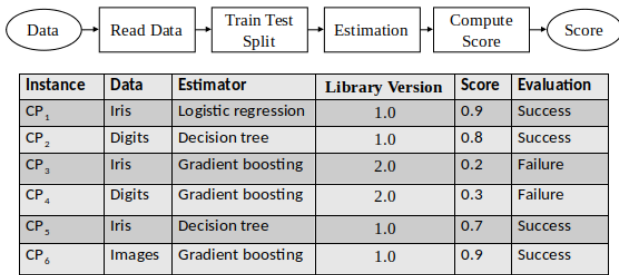 Data Read Data Train Test Split Estimation Compute Score Score
Instance Data Estimator Library Version Score Evaluation
CP1 Iris Logistic regression 1.0 0.9 Success
CP2 Digits Decision tree 1.0 0.8 Success
CP3 Iris Gradient boosting 2.0 0.2 Failure
CP4 Digits Gradient boosting 2.0 0.3 Failure
CP5 Iris Decision tree 1.0 0.7 Success
CP6 Images Gradient boosting 1.0 0.9 Success